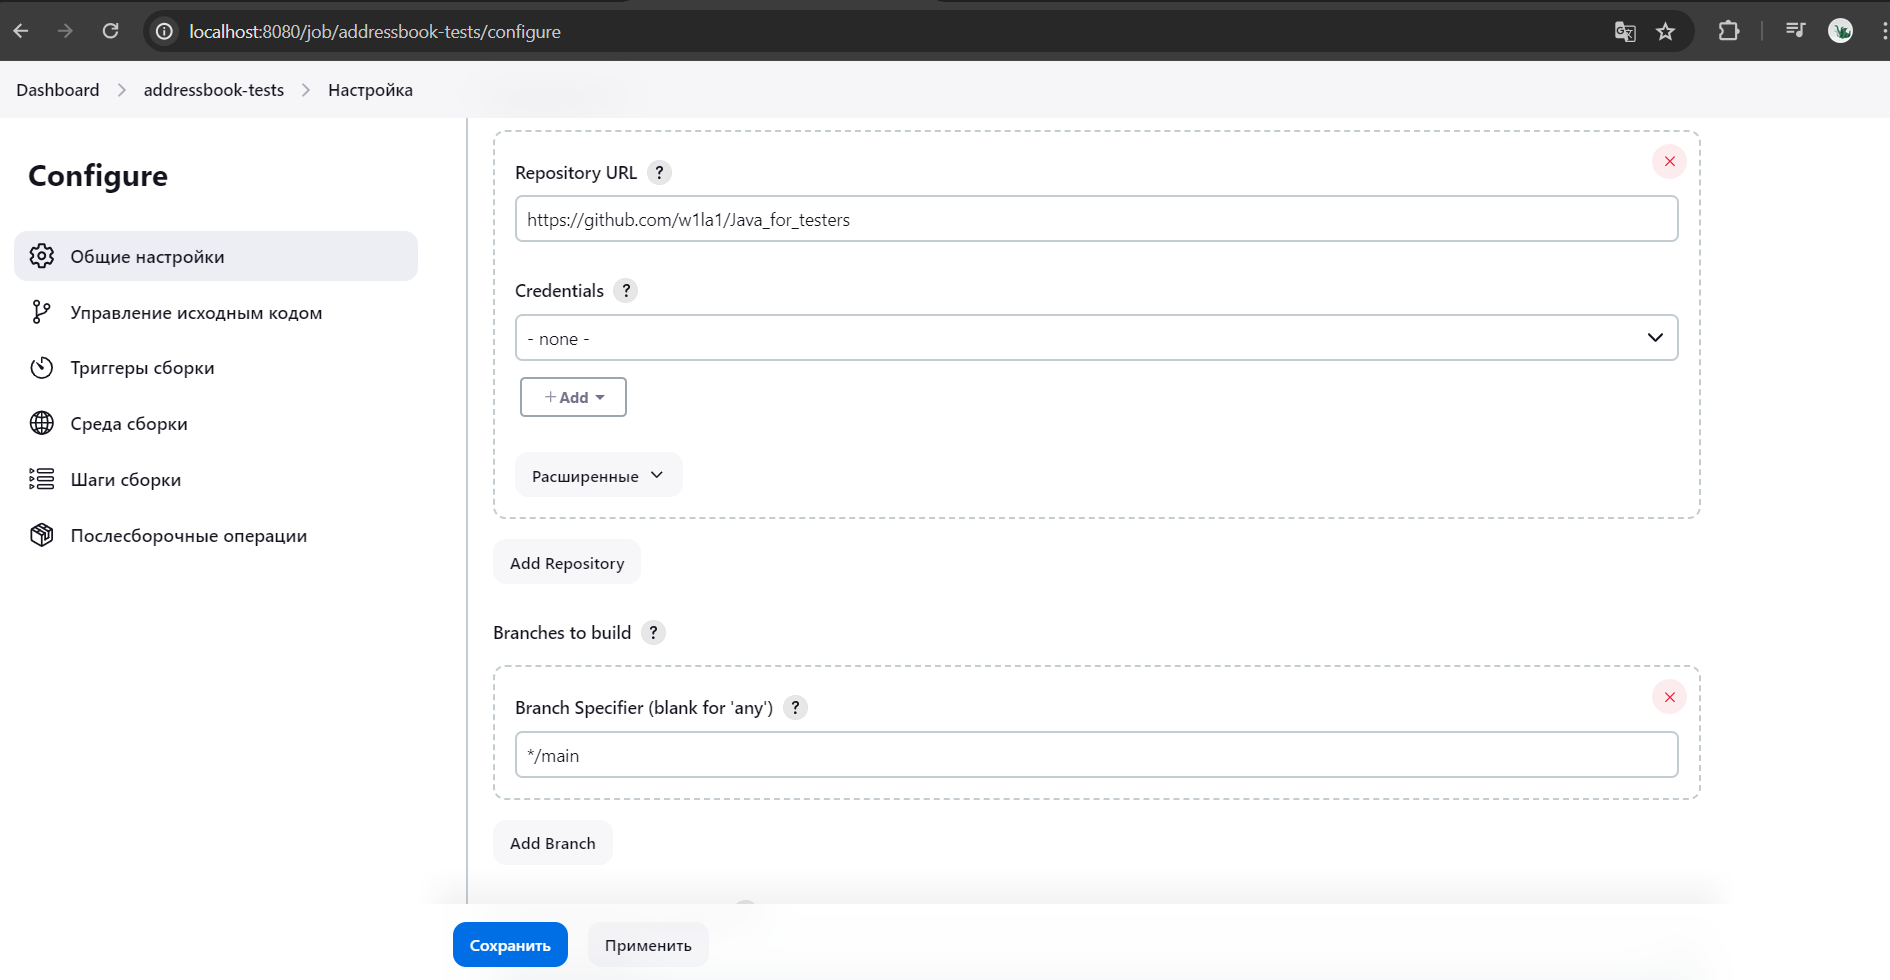 localhost:8080/job/addressbook-tests/configure
Dashboard > addressbook-tests > Настройка
Configure
Общие настройки
Управление исходным кодом
Триггеры сборки
Среда сборки
Шаги сборки
Послесборочные операции
Repository URL ?
https://github.com/w1la1/Java_for_testers
Credentials ?
- none -
+ Add
Расширенные
Add Repository
Branches to build ?
Branch Specifier (blank for 'any') ?
*/main
Add Branch
Сохранить Применить